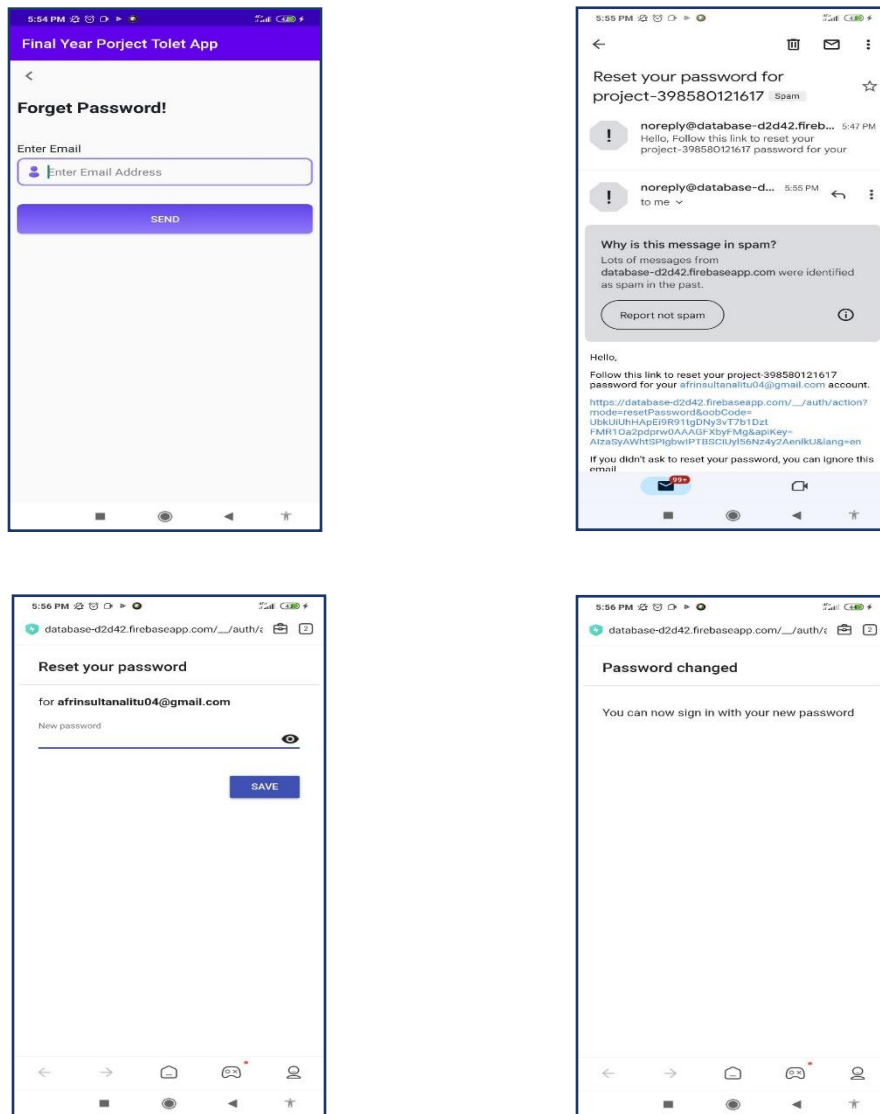 5:54 PM
Final Year Porject Tolet App
Forget Password!
Enter Email
Enter Email Address
SEND
5:55 PM
Reset your password for
project-398580121617 Spam
noreply@database-d2d42.fireb... 5:47 PM
Hello, Follow this link to reset your
project-398580121617 password for your
noreply@database-d... 5:55 PM
to me
Why is this message in spam?
Lots of messages from
database-d2d42.firebaseapp.com were identified
as spam in the past.
Report not spam
Hello,
Follow this link to reset your project-398580121617
password for your afrinsultanalitu04@gmail.com account.
https://database-d2d42.firebaseapp.com/__/auth/action?
mode=resetPassword&oobCode=
If you didn't ask to reset your password, you can ignore this
email
99+
5:56 PM
database-d2d42.firebaseapp.com/__/auth/a
2
Reset your password
for afrinsultanalitu04@gmail.com
New password
SAVE
5:56 PM
database-d2d42.firebaseapp.com/__/auth/a
2
Password changed
You can now sign in with your new password